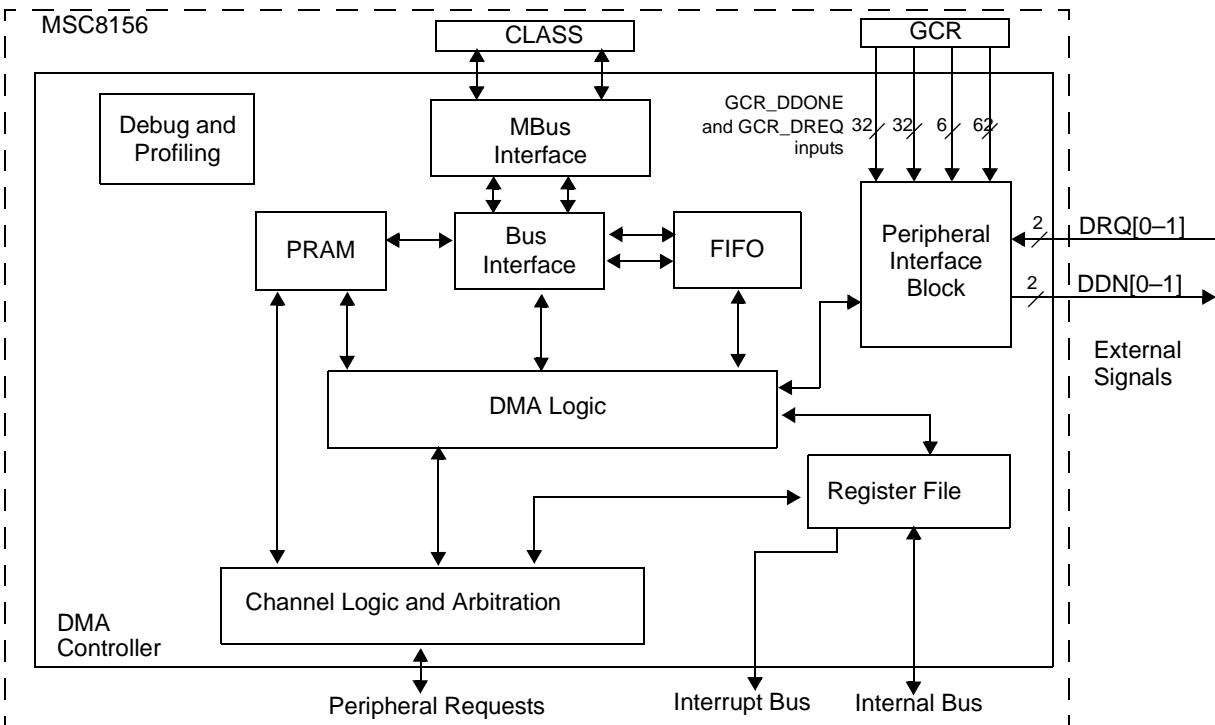 MSC8156
CLASS
GCR
Debug and
Profiling
MBus
Interface
GCR_DDONE
and GCR_DREQ
inputs
32
32
6
62
PRAM
Bus
Interface
FIFO
Peripheral
Interface
Block
2
DRQ[0–1]
2
DDN[0–1]
External
Signals
DMA Logic
Register File
Channel Logic and Arbitration
DMA
Controller
Peripheral Requests
Interrupt Bus
Internal Bus